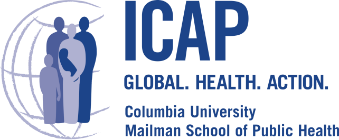 ICAP
GLOBAL. HEALTH. ACTION.
Columbia University
Mailman School of Public Health